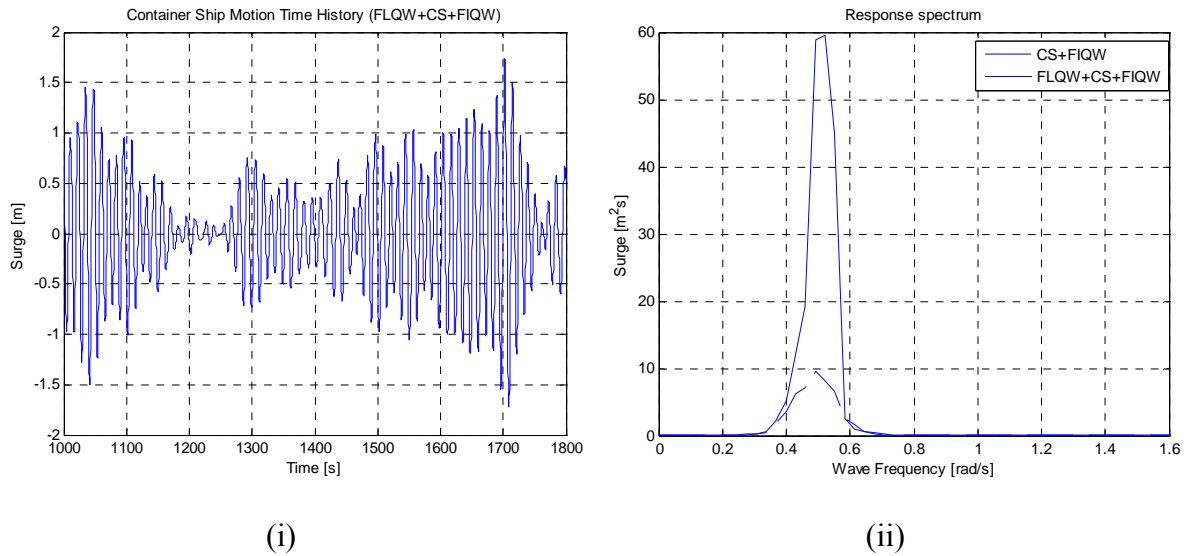 Container Ship Motion Time History (FLQW+CS+FIQW)
2
1.5
1
0.5
0
-0.5
-1
-1.5
-2
Surge [m]
1000 1100 1200 1300 1400 1500 1600 1700 1800
Time [s]
(i)
Response spectrum
CS+FIQW
FLQW+CS+FIQW
60
50
40
30
20
10
0
Surge [m²s]
0 0.2 0.4 0.6 0.8 1 1.2 1.4 1.6
Wave Frequency [rad/s]
(ii)